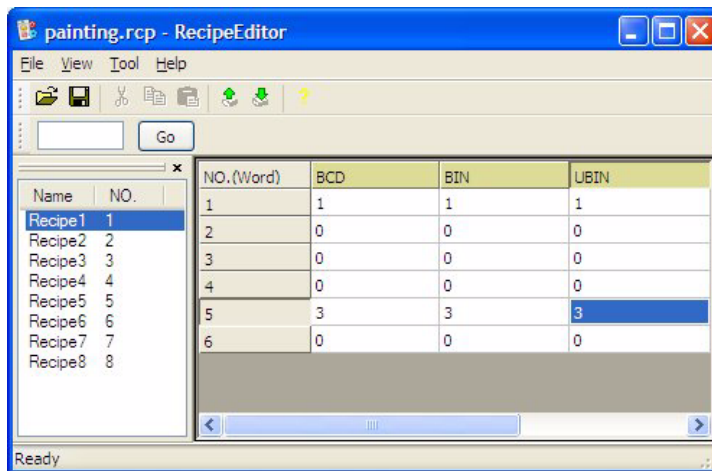 painting.rcp - RecipeEditor
File View Tool Help
Go
Name NO.
Recipe1 1
Recipe2 2
Recipe3 3
Recipe4 4
Recipe5 5
Recipe6 6
Recipe7 7
Recipe8 8
NO.(Word) BCD BIN UBIN
1 1 1 1
2 0 0 0
3 0 0 0
4 0 0 0
5 3 3 3
6 0 0 0
Ready